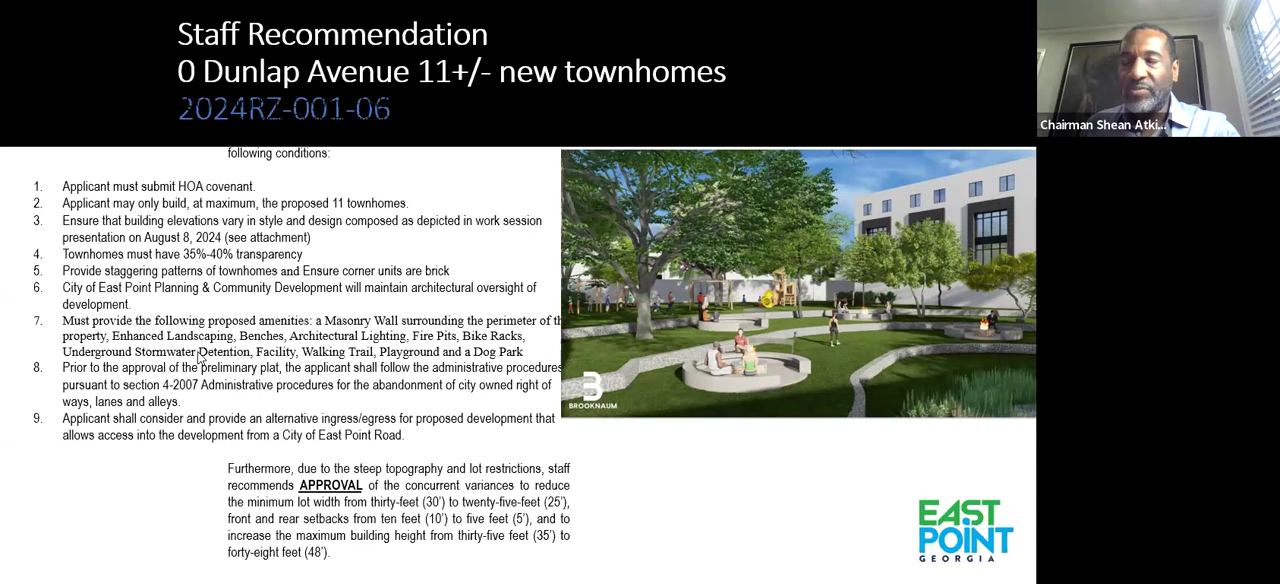 Staff Recommendation
0 Dunlap Avenue 11+/- new townhomes
2024RZ-001-06
Chairman Shean Atki...
following conditions:
1. Applicant must submit HOA covenant.
2. Applicant may only build, at maximum, the proposed 11 townhomes.
3. Ensure that building elevations vary in style and design composed as depicted in work session
presentation on August 8, 2024 (see attachment)
4. Townhomes must have 35%-40% transparency
5. Provide staggering patterns of townhomes and Ensure corner units are brick
6. City of East Point Planning & Community Development will maintain architectural oversight of
development.
7. Must provide the following proposed amenities: a Masonry Wall surrounding the perimeter of th
property, Enhanced Landscaping, Benches, Architectural Lighting, Fire Pits, Bike Racks,
Underground Stormwater Detention, Facility, Walking Trail, Playground and a Dog Park
8. Prior to the approval of the preliminary plat, the applicant shall follow the administrative procedures
pursuant to section 4-2007 Administrative procedures for the abandonment of city owned right of
ways, lanes and alleys.
9. Applicant shall consider and provide an alternative ingress/egress for proposed development that
allows access into the development from a City of East Point Road.
Furthermore, due to the steep topography and lot restrictions, staff
recommends APPROVAL of the concurrent variances to reduce
the minimum lot width from thirty-feet (30') to twenty-five-feet (25'),
front and rear setbacks from ten feet (10') to five feet (5'), and to
increase the maximum building height from thirty-five feet (35') to
forty-eight feet (48').
BROOKNAUM
EAST
POINT
GEORGIA